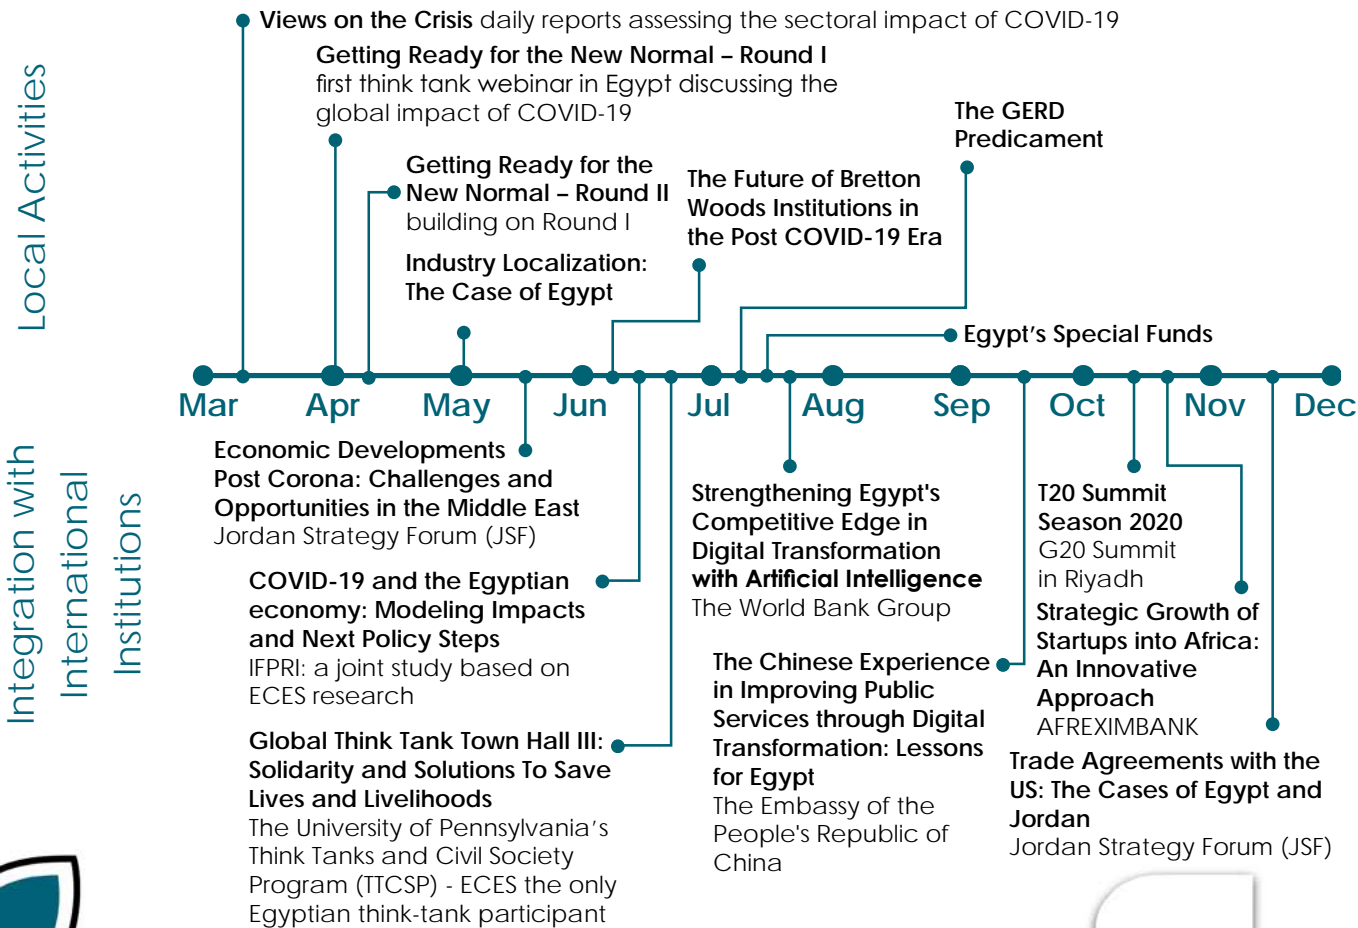 Local Activities
Views on the Crisis daily reports assessing the sectoral impact of COVID-19
Getting Ready for the New Normal – Round I
first think tank webinar in Egypt discussing the
global impact of COVID-19
Getting Ready for the
New Normal – Round II
building on Round I
Industry Localization:
The Case of Egypt
The Future of Bretton
Woods Institutions in
the Post COVID-19 Era
The GERD
Predicament
Egypt's Special Funds
Mar Apr May Jun Jul Aug Sep Oct Nov Dec
Integration with
International
Institutions
Economic Developments
Post Corona: Challenges and
Opportunities in the Middle East
Jordan Strategy Forum (JSF)
COVID-19 and the Egyptian
economy: Modeling Impacts
and Next Policy Steps
IFPRI: a joint study based on
ECES research
Global Think Tank Town Hall III:
Solidarity and Solutions To Save
Lives and Livelihoods
The University of Pennsylvania's
Think Tanks and Civil Society
Program (TTCSP) - ECES the only
Egyptian think-tank participant
Strengthening Egypt's
Competitive Edge in
Digital Transformation
with Artificial Intelligence
The World Bank Group
The Chinese Experience
in Improving Public
Services through Digital
Transformation: Lessons
for Egypt
The Embassy of the
People's Republic of
China
T20 Summit
Season 2020
G20 Summit
in Riyadh
Strategic Growth of
Startups into Africa:
An Innovative
Approach
AFREXIMBANK
Trade Agreements with the
US: The Cases of Egypt and
Jordan
Jordan Strategy Forum (JSF)